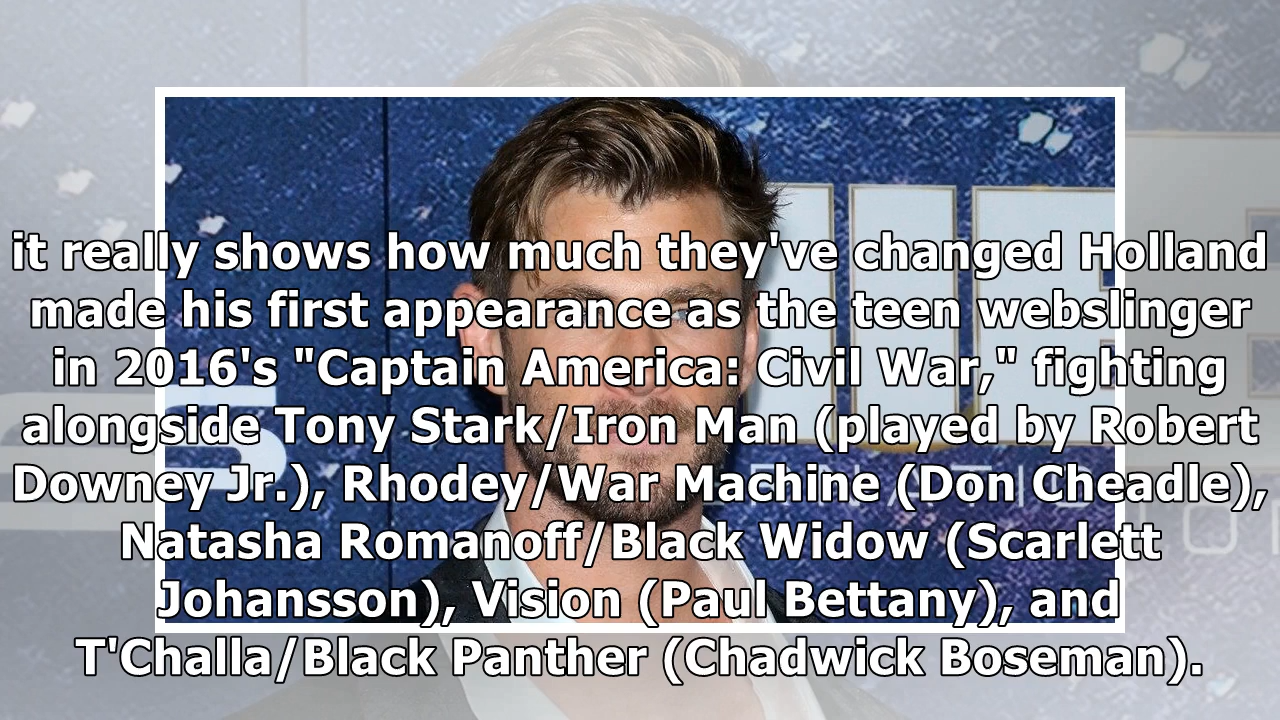 it really shows how much they've changed Holland
made his first appearance as the teen webslinger
in 2016's "Captain America: Civil War," fighting
alongside Tony Stark/Iron Man (played by Robert
Downey Jr.), Rhodey/War Machine (Don Cheadle),
Natasha Romanoff/Black Widow (Scarlett
Johansson), Vision (Paul Bettany), and
T'Challa/Black Panther (Chadwick Boseman).